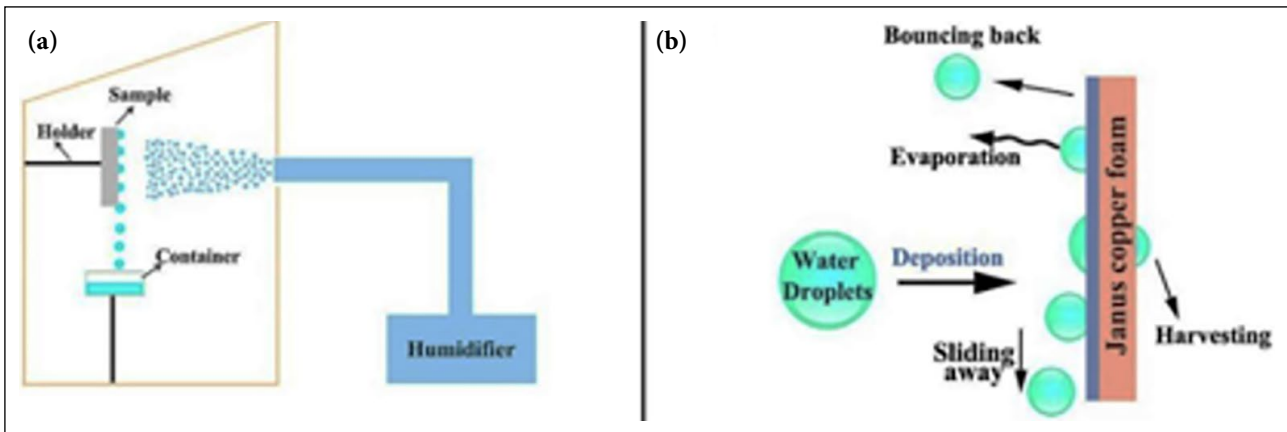 (a)
Sample
Holder
Container
Humidifier
(b)
Bouncing back
Evaporation
Water
Droplets
Deposition
Sliding
away
Janus copper foam
Harvesting